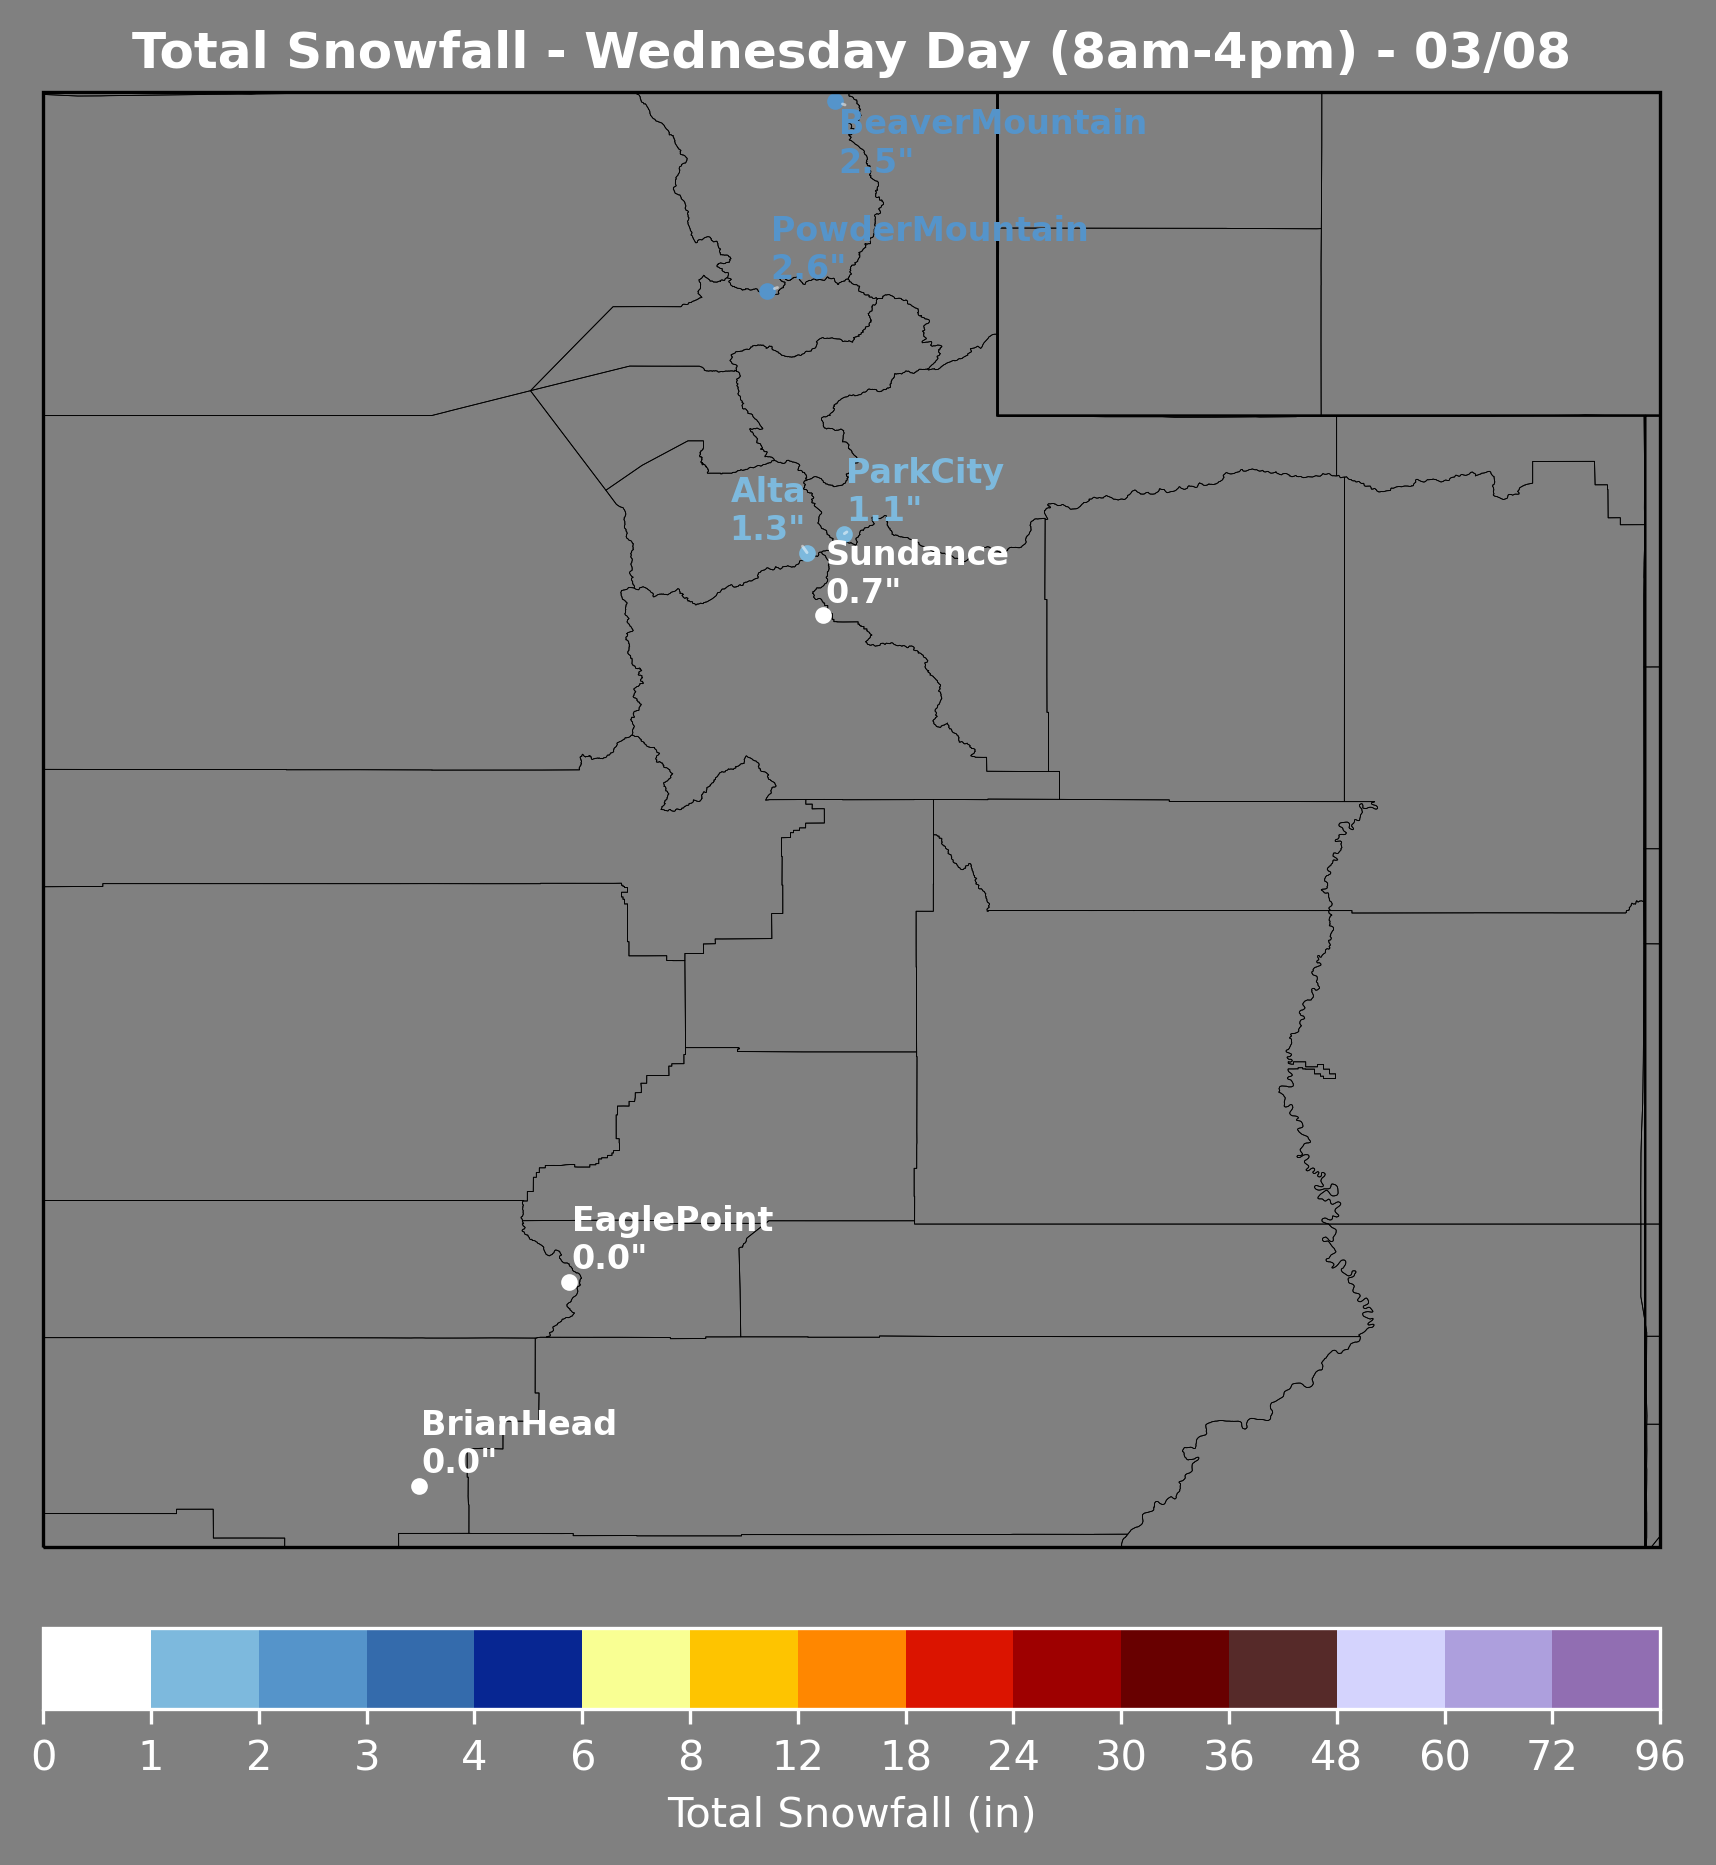 Total Snowfall - Wednesday Day (8am-4pm) - 03/08
BeaverMountain
2.5"
PowderMountain
2.6"
ParkCity
1.1"
Alta
1.3"
Sundance
0.7"
EaglePoint
0.0"
BrianHead
0.0"
0 1 2 3 4 6 8 12 18 24 30 36 48 60 72 96
Total Snowfall (in)